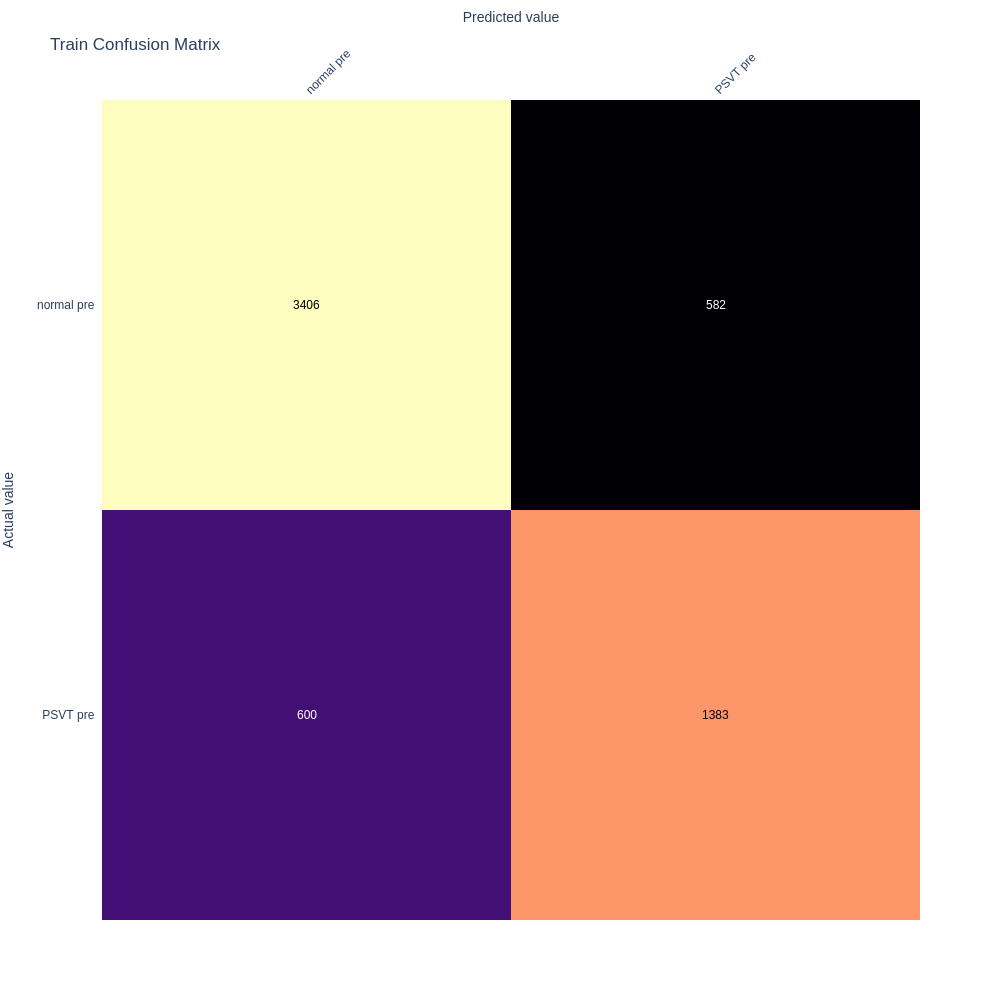 Predicted value
Train Confusion Matrix
normal pre
PSVT pre
normal pre
3406
582
Actual value
PSVT pre
600
1383